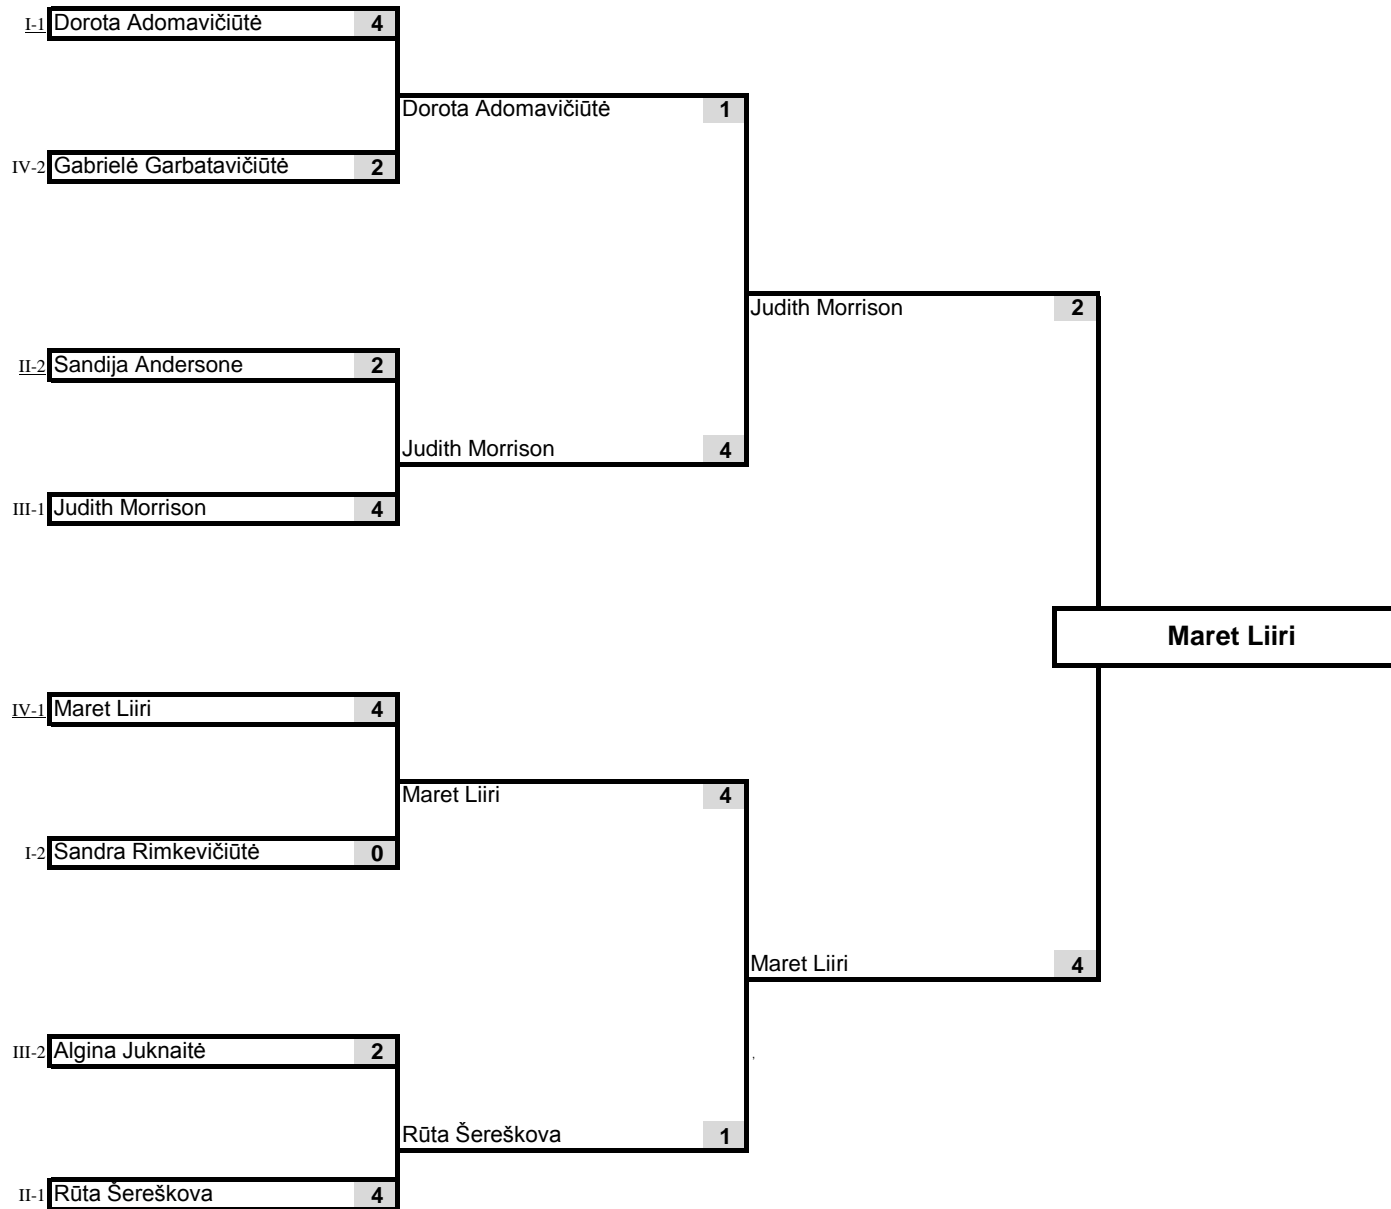 I-1 Dorota Adomavičiūtė 4
Dorota Adomavičiūtė 1
IV-2 Gabrielė Garbatavičiūtė 2
Judith Morrison 2
II-2 Sandija Andersone 2
Judith Morrison 4
III-1 Judith Morrison 4
Maret Liiri
IV-1 Maret Liiri 4
Maret Liiri 4
I-2 Sandra Rimkevičiūtė 0
Maret Liiri 4
III-2 Algina Juknaitė 2
,
Rūta Šereškova 1
II-1 Rūta Šereškova 4